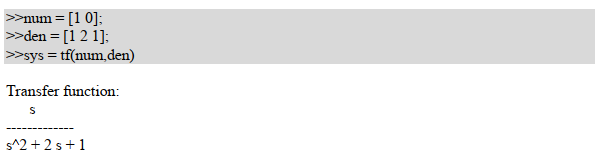 >>num = [1 0];
>>den = [1 2 1];
>>sys = tf(num,den)
Transfer function:
s
-------------
s^2 + 2 s + 1